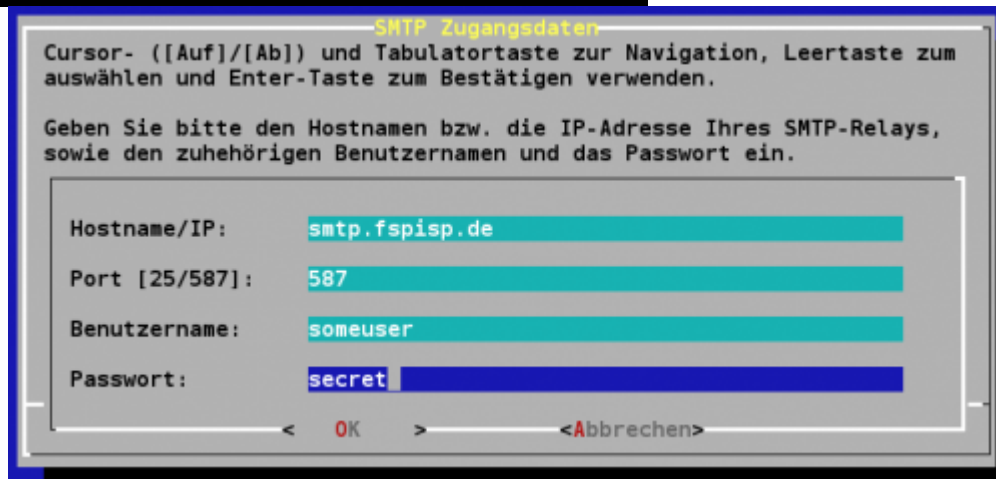 SMTP Zugangsdaten
Cursor- ([Auf]/[Ab]) und Tabulatortaste zur Navigation, Leertaste zum
auswählen und Enter-Taste zum Bestätigen verwenden.
Geben Sie bitte den Hostnamen bzw. die IP-Adresse Ihres SMTP-Relays,
sowie den zuhehörigen Benutzernamen und das Passwort ein.
Hostname/IP: smtp.fspisp.de
Port [25/587]: 587
Benutzername: someuser
Passwort: secret
< OK > <Abbrechen>